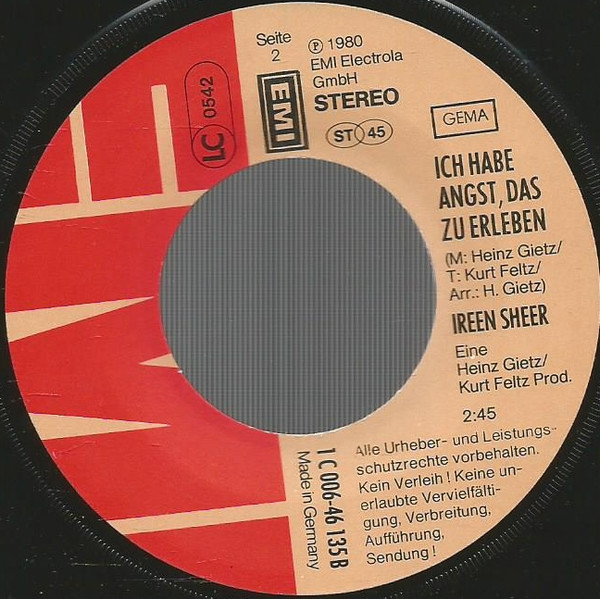 Seite
2
℗ 1980
EMI Electrola
GmbH
STEREO
EMI
LC 0542
ST 45
GEMA
ICH HABE
ANGST, DAS
ZU ERLEBEN
(M: Heinz Gietz/
T: Kurt Feltz/
Arr.: H. Gietz)
IREEN SHEER
Eine
Heinz Gietz/
Kurt Feltz Prod.
2:45
Alle Urheber- und Leistungs-
schutzrechte vorbehalten.
Kein Verleih! Keine un-
erlaubte Vervielfälti-
gung, Verbreitung,
Aufführung,
Sendung!
1 C 006-46 135 B
Made in Germany